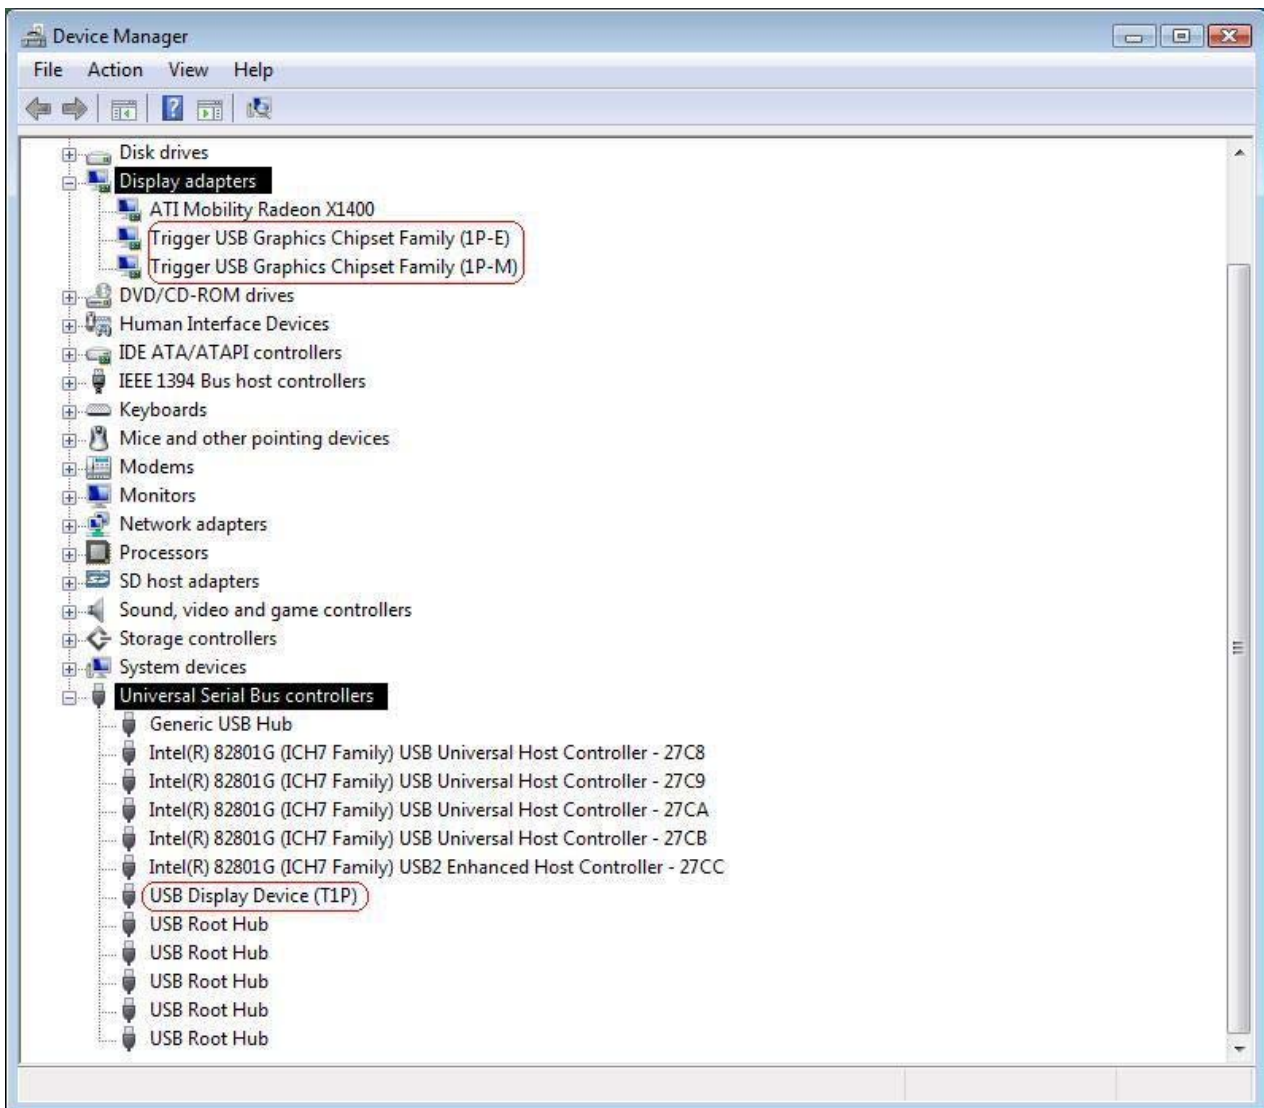 Device Manager
File Action View Help
Disk drives
Display adapters
ATI Mobility Radeon X1400
Trigger USB Graphics Chipset Family (1P-E)
Trigger USB Graphics Chipset Family (1P-M)
DVD/CD-ROM drives
Human Interface Devices
IDE ATA/ATAPI controllers
IEEE 1394 Bus host controllers
Keyboards
Mice and other pointing devices
Modems
Monitors
Network adapters
Processors
SD host adapters
Sound, video and game controllers
Storage controllers
System devices
Universal Serial Bus controllers
Generic USB Hub
Intel(R) 82801G (ICH7 Family) USB Universal Host Controller - 27C8
Intel(R) 82801G (ICH7 Family) USB Universal Host Controller - 27C9
Intel(R) 82801G (ICH7 Family) USB Universal Host Controller - 27CA
Intel(R) 82801G (ICH7 Family) USB Universal Host Controller - 27CB
Intel(R) 82801G (ICH7 Family) USB2 Enhanced Host Controller - 27CC
USB Display Device (T1P)
USB Root Hub
USB Root Hub
USB Root Hub
USB Root Hub
USB Root Hub